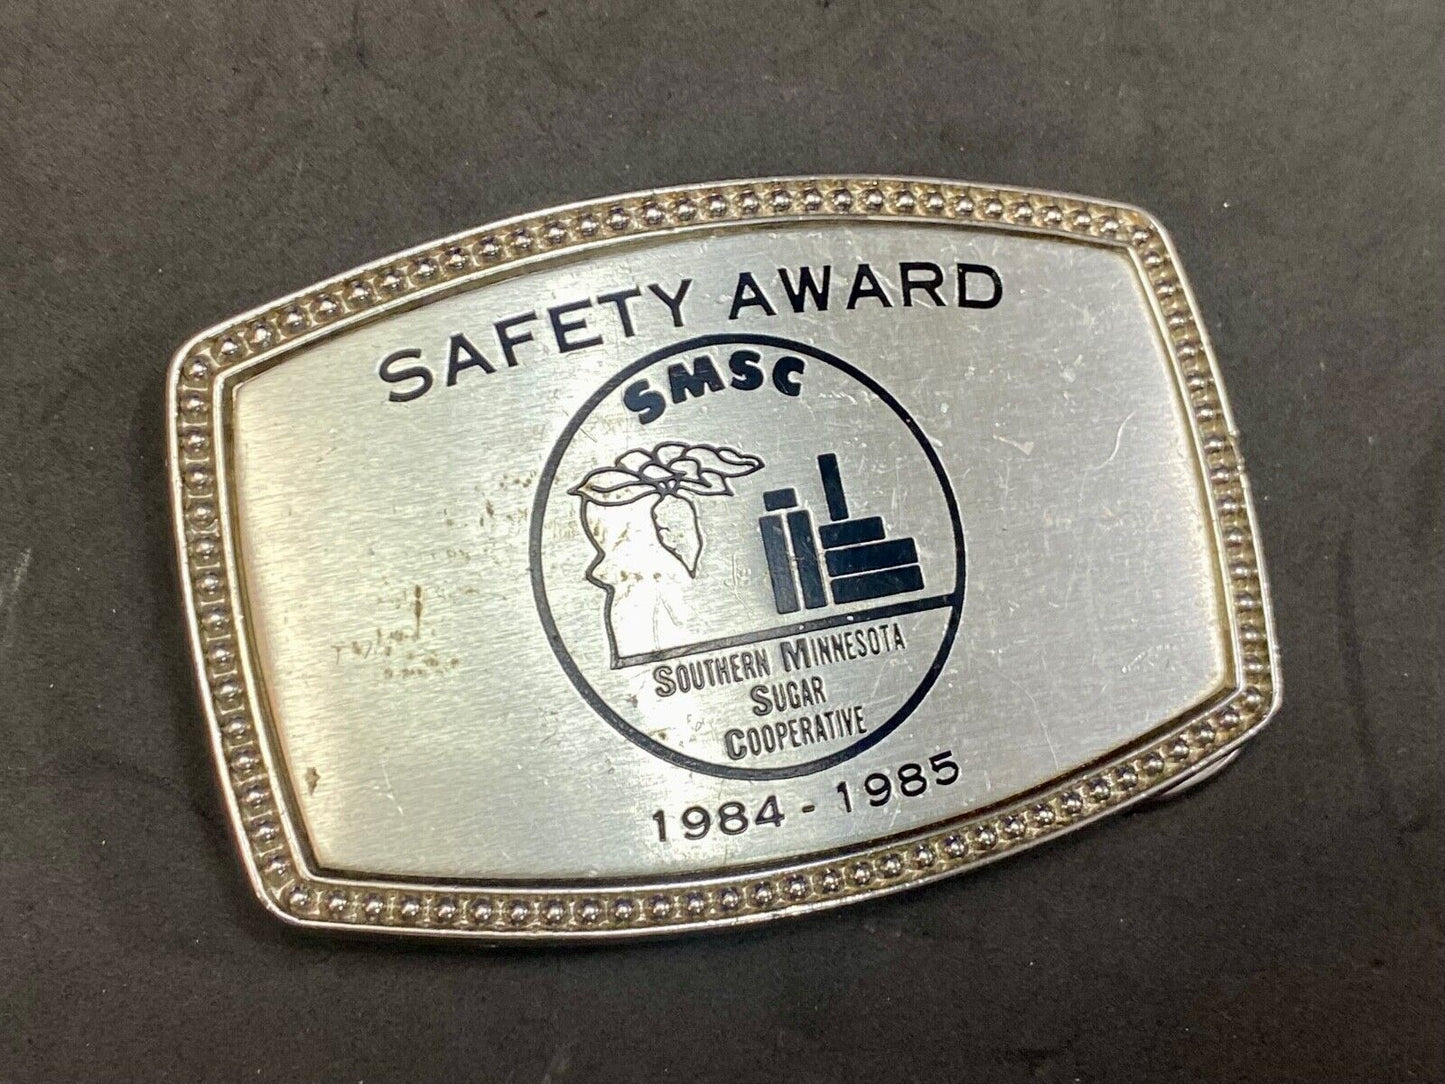 SAFETY AWARD
SMSC
SOUTHERN MINNESOTA
SUGAR
COOPERATIVE
1984 - 1985